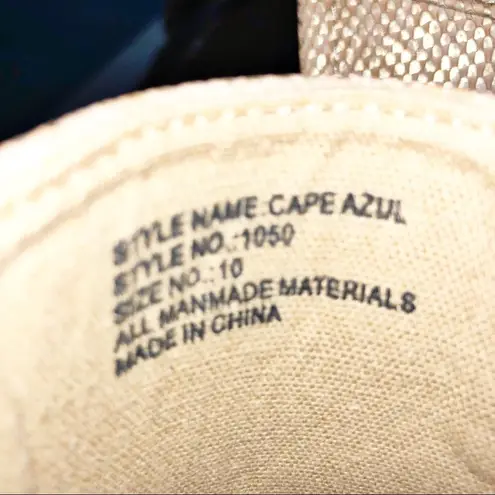 STYLE NAME:CAPE AZUL
STYLE NO.:1050
SIZE NO.:10
ALL MANMADE MATERIALS
MADE IN CHINA